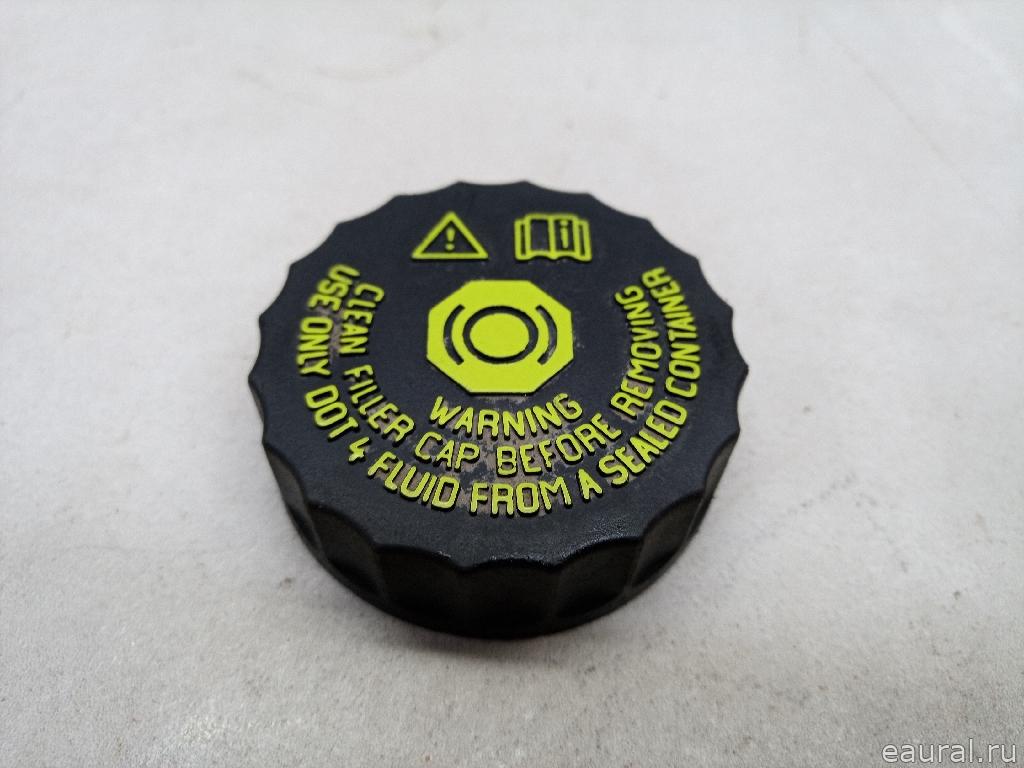 WARNING
CLEAN FILLER CAP BEFORE REMOVING
USE ONLY DOT 4 FLUID FROM A SEALED CONTAINER
eaural.ru